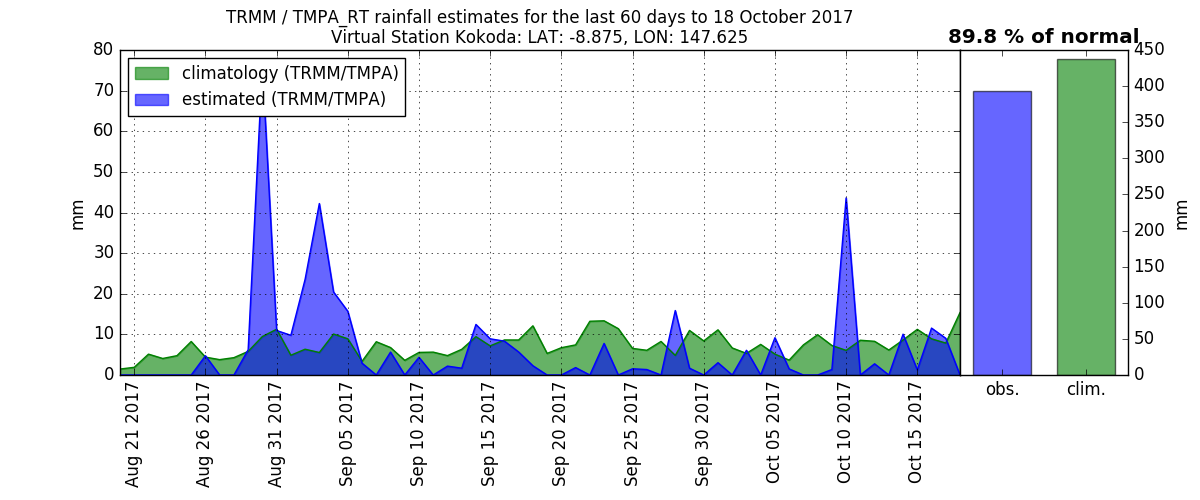 TRMM / TMPA_RT rainfall estimates for the last 60 days to 18 October 2017
Virtual Station Kokoda: LAT: -8.875, LON: 147.625
89.8 % of normal
climatology (TRMM/TMPA)
estimated (TRMM/TMPA)
mm
80
70
60
50
40
30
20
10
0
Aug 21 2017
Aug 26 2017
Aug 31 2017
Sep 05 2017
Sep 10 2017
Sep 15 2017
Sep 20 2017
Sep 25 2017
Sep 30 2017
Oct 05 2017
Oct 10 2017
Oct 15 2017
450
400
350
300
250
200
150
100
50
0
mm
obs.
clim.